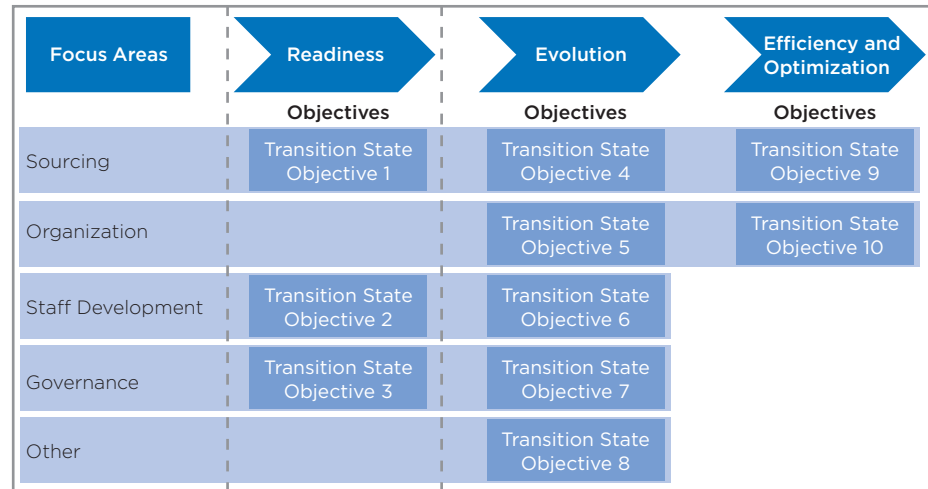 Focus Areas
Readiness
Evolution
Efficiency and
Optimization
Objectives
Objectives
Objectives
Sourcing
Transition State
Objective 1
Transition State
Objective 4
Transition State
Objective 9
Organization
Transition State
Objective 5
Transition State
Objective 10
Staff Development
Transition State
Objective 2
Transition State
Objective 6
Governance
Transition State
Objective 3
Transition State
Objective 7
Other
Transition State
Objective 8